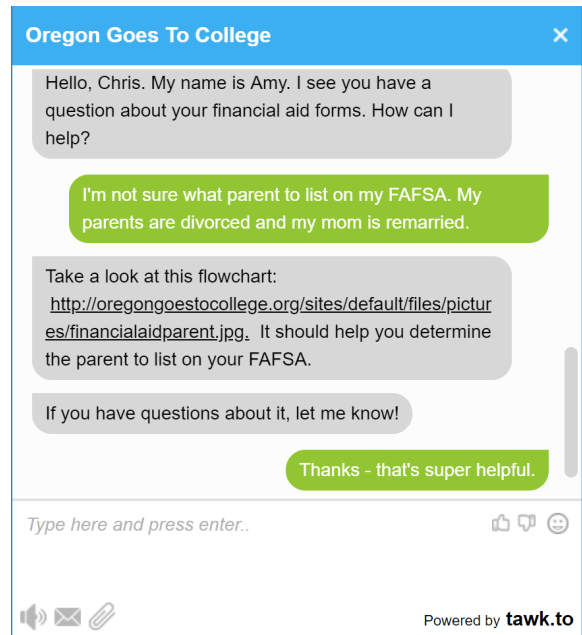 Oregon Goes To College
Hello, Chris. My name is Amy. I see you have a
question about your financial aid forms. How can I
help?
I'm not sure what parent to list on my FAFSA. My
parents are divorced and my mom is remarried.
Take a look at this flowchart:
http://oregongoestocollege.org/sites/default/files/pictur
es/financialaidparent.jpg. It should help you determine
the parent to list on your FAFSA.
If you have questions about it, let me know!
Thanks - that's super helpful.
Type here and press enter..
Powered by tawk.to